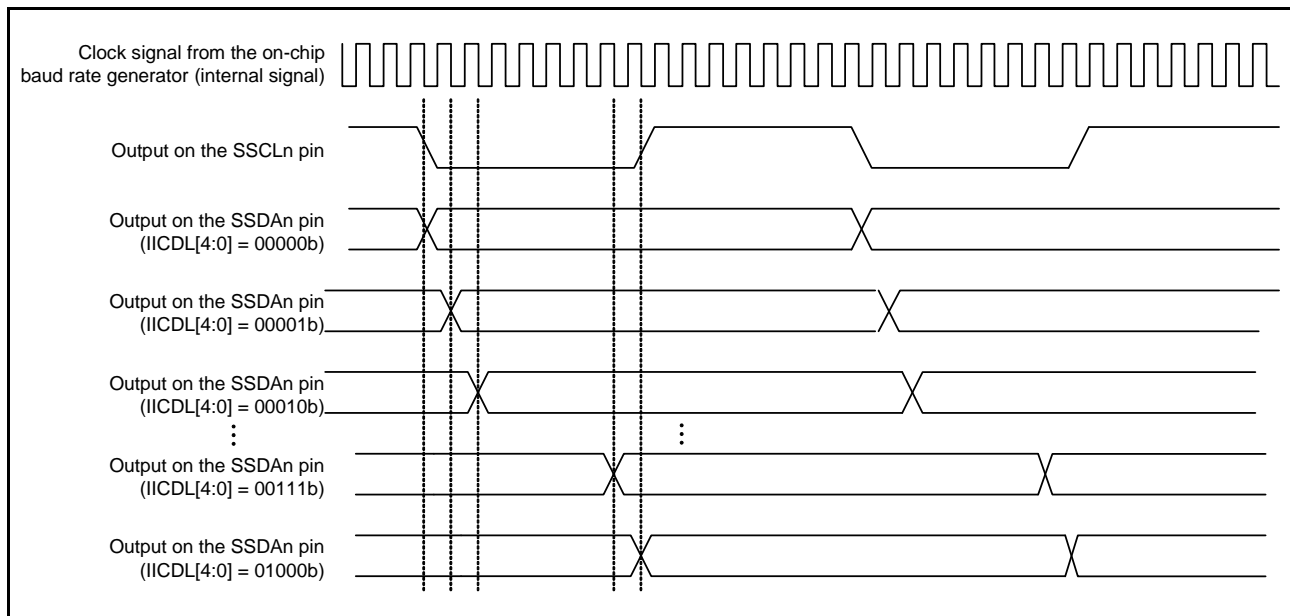 Clock signal from the on-chip
baud rate generator (internal signal)
Output on the SSCLn pin
Output on the SSDAn pin
(IICDL[4:0] = 00000b)
Output on the SSDAn pin
(IICDL[4:0] = 00001b)
Output on the SSDAn pin
(IICDL[4:0] = 00010b)
Output on the SSDAn pin
(IICDL[4:0] = 00111b)
Output on the SSDAn pin
(IICDL[4:0] = 01000b)